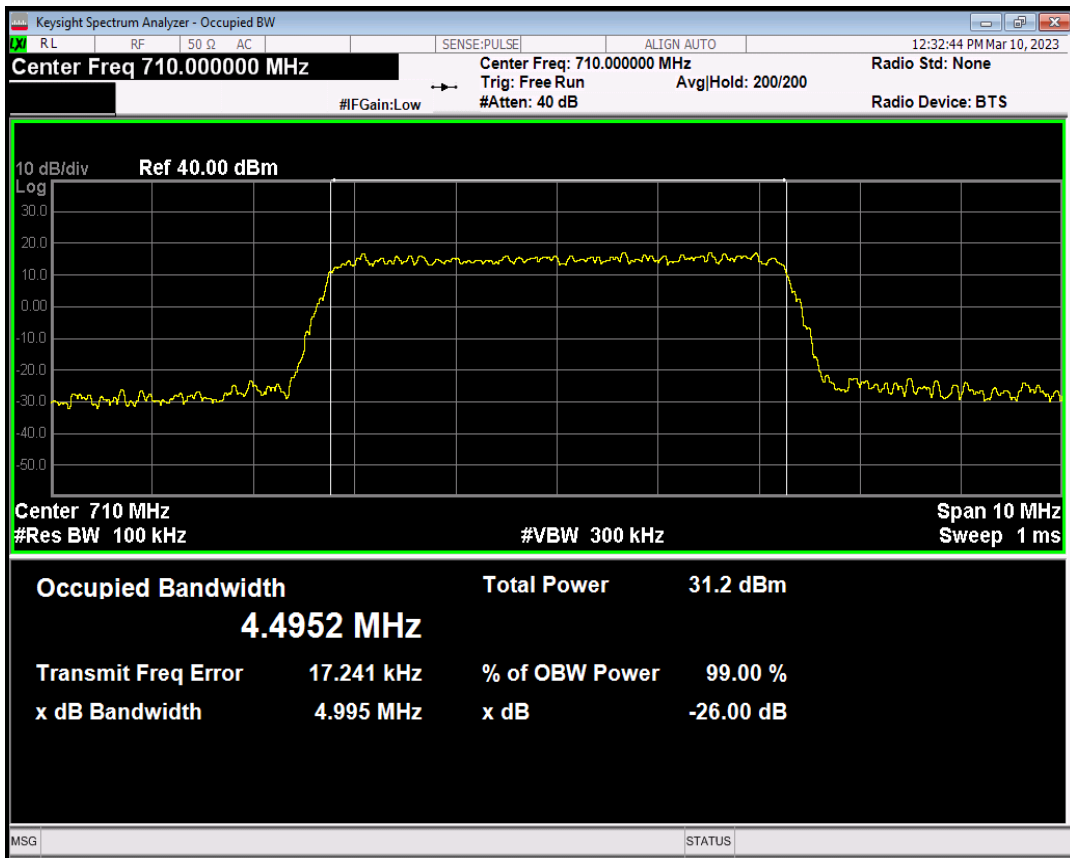 Keysight Spectrum Analyzer - Occupied BW
LXI RL RF 50 Ω AC SENSE:PULSE ALIGN AUTO 12:32:44 PM Mar 10, 2023
Center Freq 710.000000 MHz Center Freq: 710.000000 MHz Radio Std: None
Trig: Free Run Avg|Hold: 200/200
#IFGain:Low #Atten: 40 dB Radio Device: BTS
10 dB/div Ref 40.00 dBm
Log
30.0
20.0
10.0
0.00
-10.0
-20.0
-30.0
-40.0
-50.0
Center 710 MHz Span 10 MHz
#Res BW 100 kHz #VBW 300 kHz Sweep 1 ms
Occupied Bandwidth Total Power 31.2 dBm
4.4952 MHz
Transmit Freq Error 17.241 kHz % of OBW Power 99.00 %
x dB Bandwidth 4.995 MHz x dB -26.00 dB
MSG STATUS